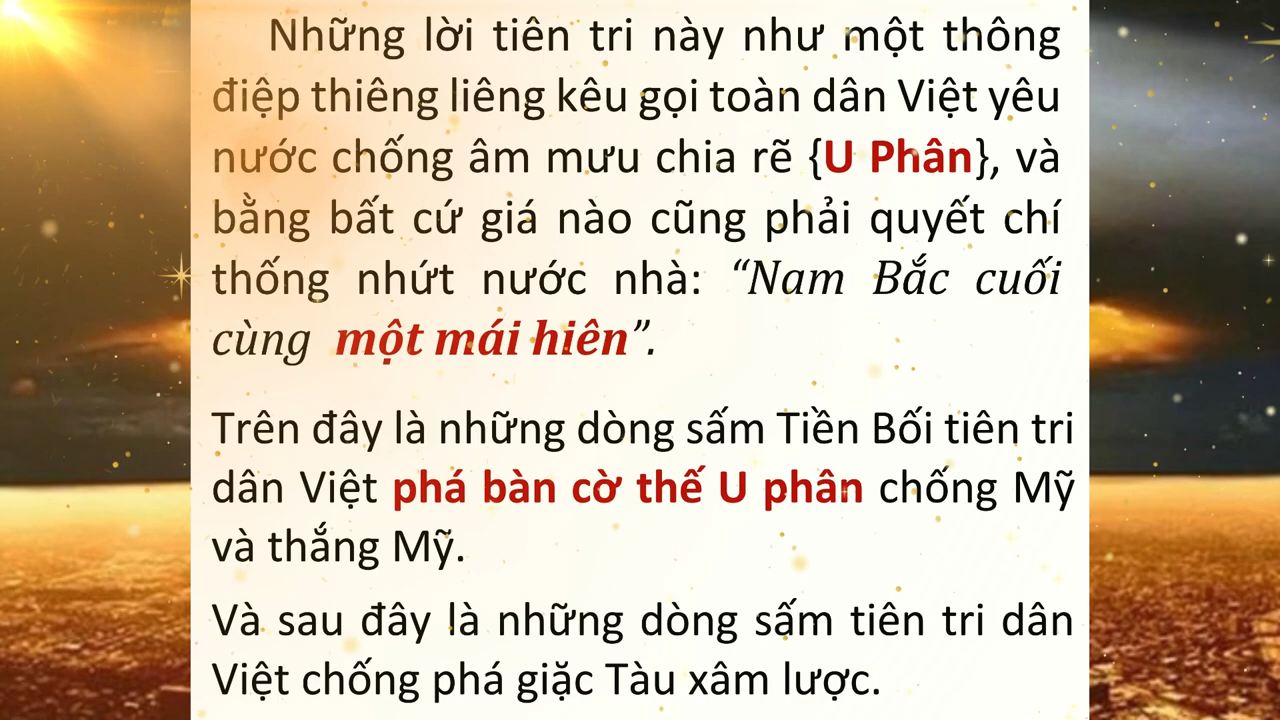 Những lời tiên tri này như một thông
điệp thiêng liêng kêu gọi toàn dân Việt yêu
nước chống âm mưu chia rẽ {U Phân}, và
bằng bất cứ giá nào cũng phải quyết chí
thống nhứt nước nhà: “Nam Bắc cuối
cùng một mái hiên”.
Trên đây là những dòng sấm Tiền Bối tiên tri
dân Việt phá bàn cờ thế U phân chống Mỹ
và thắng Mỹ.
Và sau đây là những dòng sấm tiên tri dân
Việt chống phá giặc Tàu xâm lược.